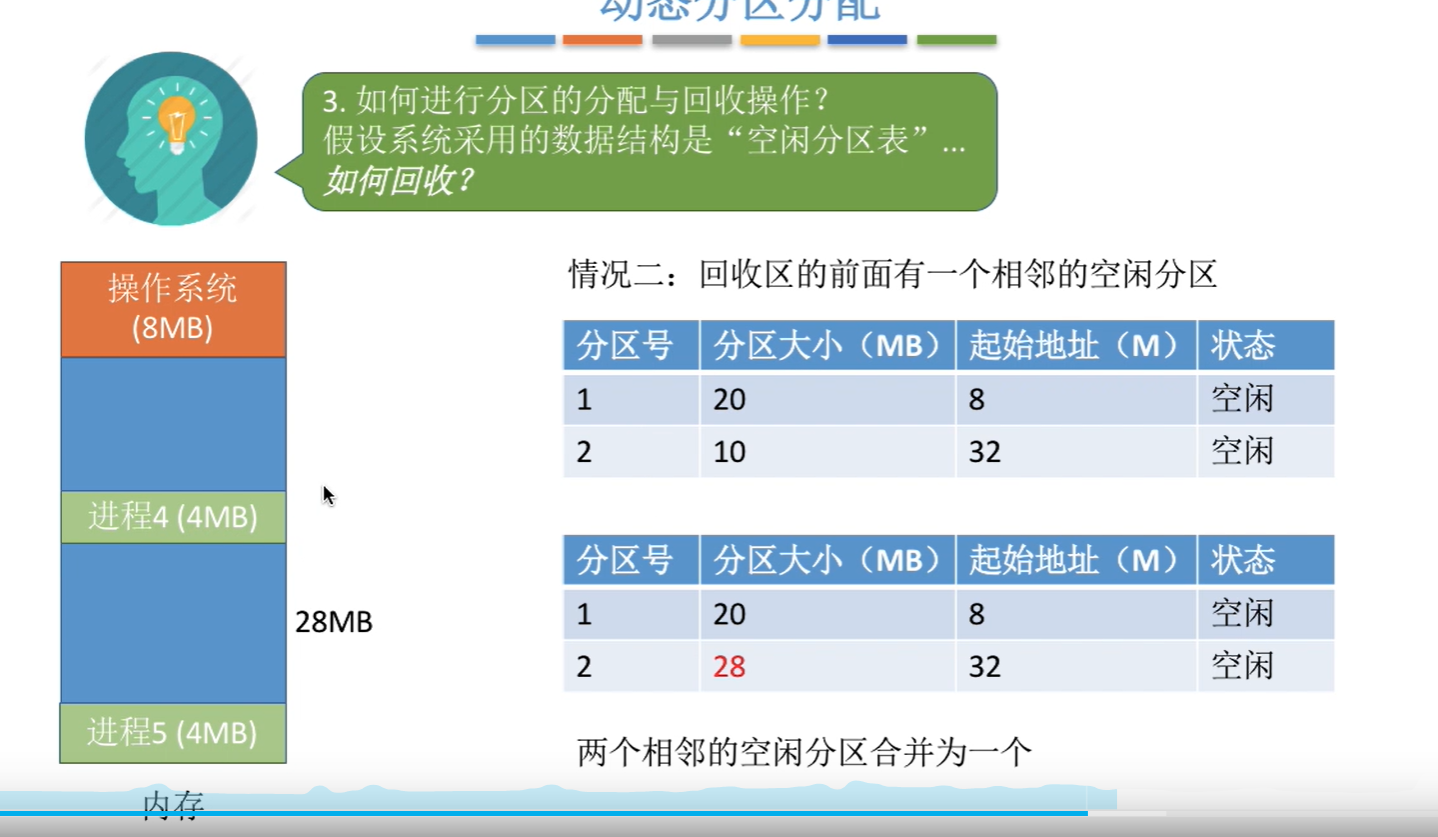 动态分区分配
3. 如何进行分区的分配与回收操作？
假设系统采用的数据结构是“空闲分区表”...
如何回收？
操作系统
(8MB)
进程4 (4MB)
28MB
进程5 (4MB)
内存
情况二：回收区的前面有一个相邻的空闲分区
分区号 分区大小（MB） 起始地址（M） 状态
1 20 8 空闲
2 10 32 空闲
分区号 分区大小（MB） 起始地址（M） 状态
1 20 8 空闲
2 28 32 空闲
两个相邻的空闲分区合并为一个